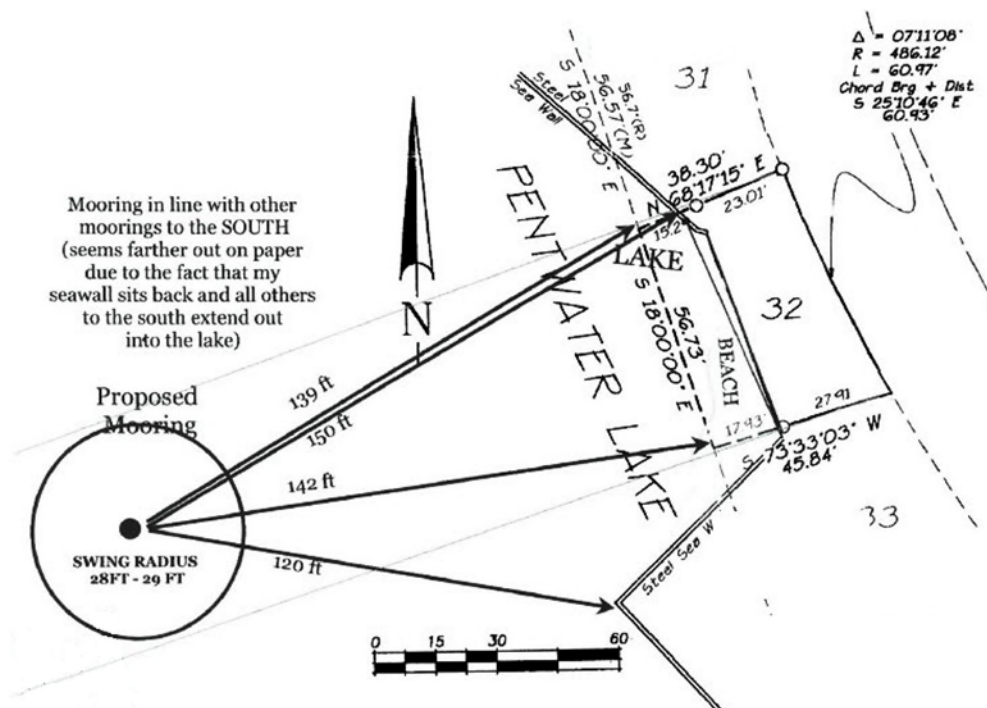 Δ = 07°11'08"
R = 486.12'
L = 60.97'
Chord Brg + Dist
S 25°10'46" E
60.93'
31
Steel
Sea Wall
56.7'(R)
56.57'(M)
S 18°00'00" E
38.30'
68°17'15" E
23.01'
15.2
Mooring in line with other
moorings to the SOUTH
(seems farther out on paper
due to the fact that my
seawall sits back and all others
to the south extend out
into the lake)
N
PENTWATER LAKE
LAKE
32
56.73'
S 18°00'00" E
BEACH
139 ft
150 ft
Proposed
Mooring
27.91
17.93'
S 73°33'03" W
45.84'
142 ft
SWING RADIUS
28FT - 29 FT
120 ft
33
Steel Sea W
0 15 30 60